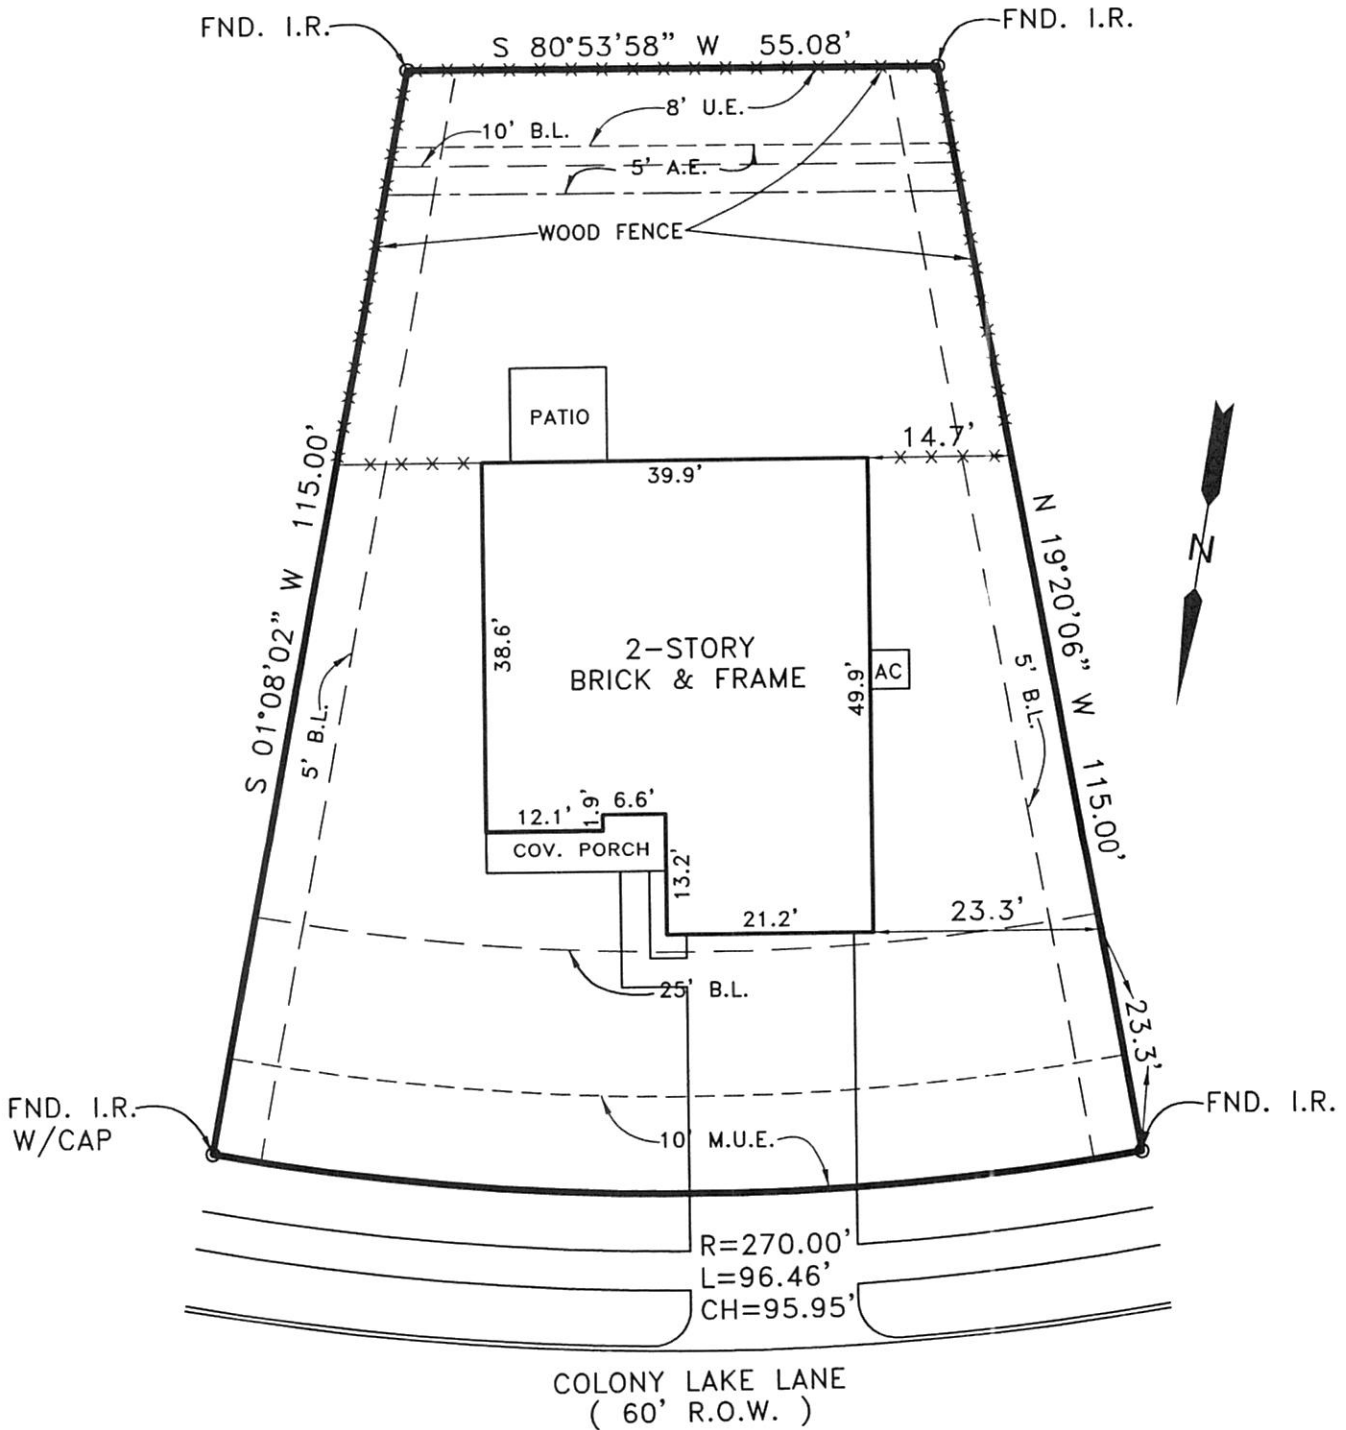 FND. I.R.
S 80°53'58" W 55.08'
FND. I.R.
8' U.E.
10' B.L.
5' A.E.
WOOD FENCE
PATIO
14.7'
39.9'
S 01°08'02" W 115.00'
N 19°20'06" W 115.00'
N
38.6'
2-STORY
BRICK & FRAME
49.9'
AC
5' B.L.
5' B.L.
12.1'
1.9'
6.6'
COV. PORCH
13.2'
21.2'
23.3'
25' B.L.
23.3'
FND. I.R.
W/CAP
10' M.U.E.
FND. I.R.
R=270.00'
L=96.46'
CH=95.95'
COLONY LAKE LANE
( 60' R.O.W. )